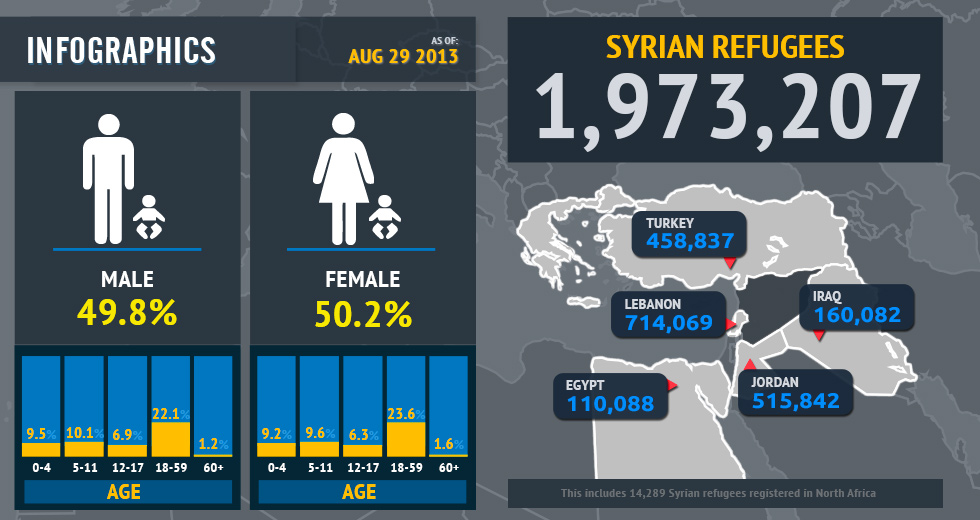 INFOGRAPHICS
AS OF:
AUG 29 2013
MALE
49.8%
FEMALE
50.2%
9.5%
10.1%
6.9%
22.1%
1.2%
0-4
5-11
12-17
18-59
60+
AGE
9.2%
9.6%
6.3%
23.6%
1.6%
0-4
5-11
12-17
18-59
60+
AGE
SYRIAN REFUGEES
1,973,207
TURKEY
458,837
LEBANON
714,069
IRAQ
160,082
EGYPT
110,088
JORDAN
515,842
This includes 14,289 Syrian refugees registered in North Africa